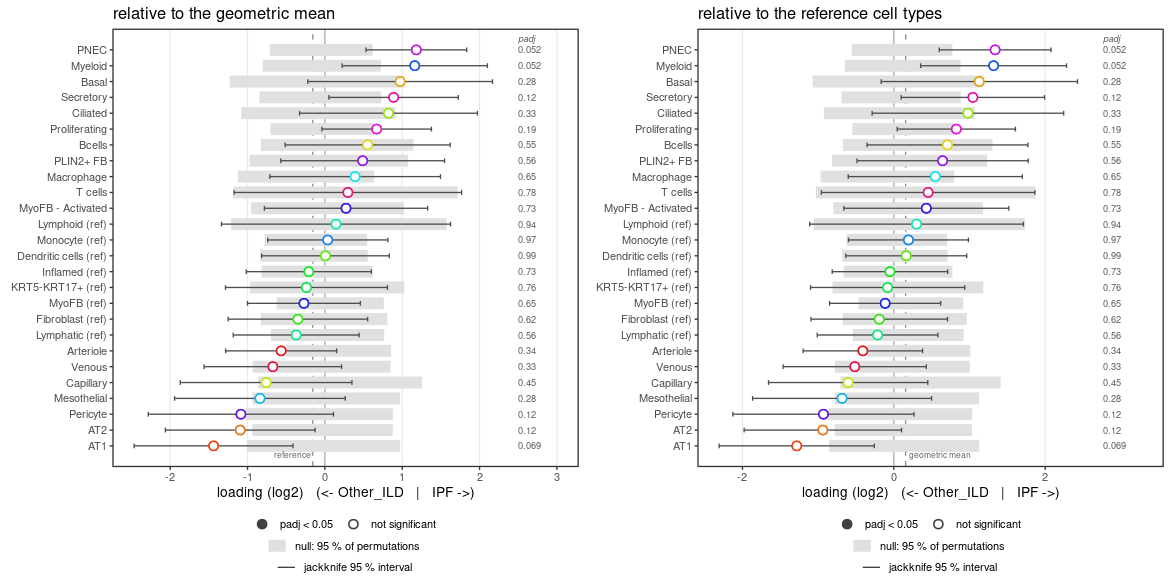 relative to the geometric mean
padj
PNEC 0.052
Myeloid 0.052
Basal 0.28
Secretory 0.12
Ciliated 0.33
Proliferating 0.19
Bcells 0.55
PLIN2+ FB 0.56
Macrophage 0.65
T cells 0.78
MyoFB - Activated 0.73
Lymphoid (ref) 0.94
Monocyte (ref) 0.97
Dendritic cells (ref) 0.99
Inflamed (ref) 0.73
KRT5-KRT17+ (ref) 0.76
MyoFB (ref) 0.65
Fibroblast (ref) 0.62
Lymphatic (ref) 0.56
Arteriole 0.34
Venous 0.33
Capillary 0.45
Mesothelial 0.28
Pericyte 0.12
AT2 0.12
AT1 0.069
reference
-2 -1 0 1 2 3
loading (log2) (<- Other_ILD | IPF ->)
padj < 0.05 not significant
null: 95 % of permutations
jackknife 95 % interval
relative to the reference cell types
padj
PNEC 0.052
Myeloid 0.052
Basal 0.28
Secretory 0.12
Ciliated 0.33
Proliferating 0.19
Bcells 0.55
PLIN2+ FB 0.56
Macrophage 0.65
T cells 0.78
MyoFB - Activated 0.73
Lymphoid (ref) 0.94
Monocyte (ref) 0.97
Dendritic cells (ref) 0.99
Inflamed (ref) 0.73
KRT5-KRT17+ (ref) 0.76
MyoFB (ref) 0.65
Fibroblast (ref) 0.62
Lymphatic (ref) 0.56
Arteriole 0.34
Venous 0.33
Capillary 0.45
Mesothelial 0.28
Pericyte 0.12
AT2 0.12
AT1 0.069
geometric mean
-2 0 2
loading (log2) (<- Other_ILD | IPF ->)
padj < 0.05 not significant
null: 95 % of permutations
jackknife 95 % interval